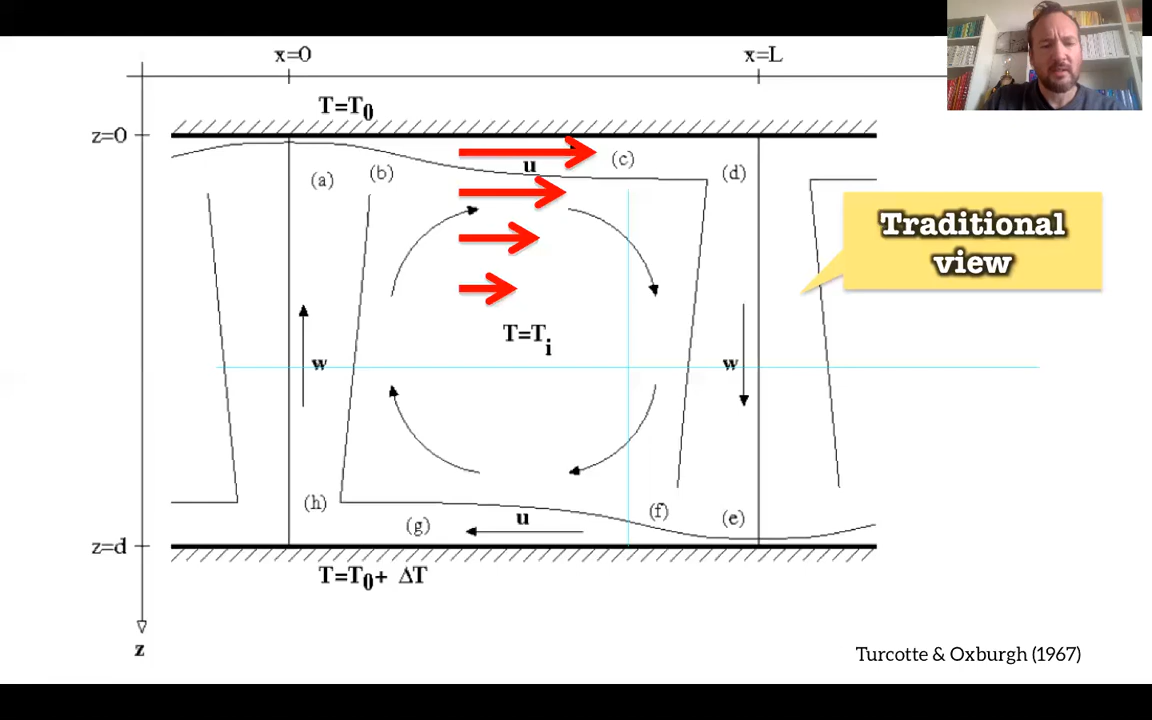 x=0
x=L
T=T0
z=0
u
(c)
(a)
(b)
(d)
Traditional
view
T=Ti
w
w
(h)
(g)
u
(f)
(e)
z=d
T=T0+ ΔT
z
Turcotte & Oxburgh (1967)